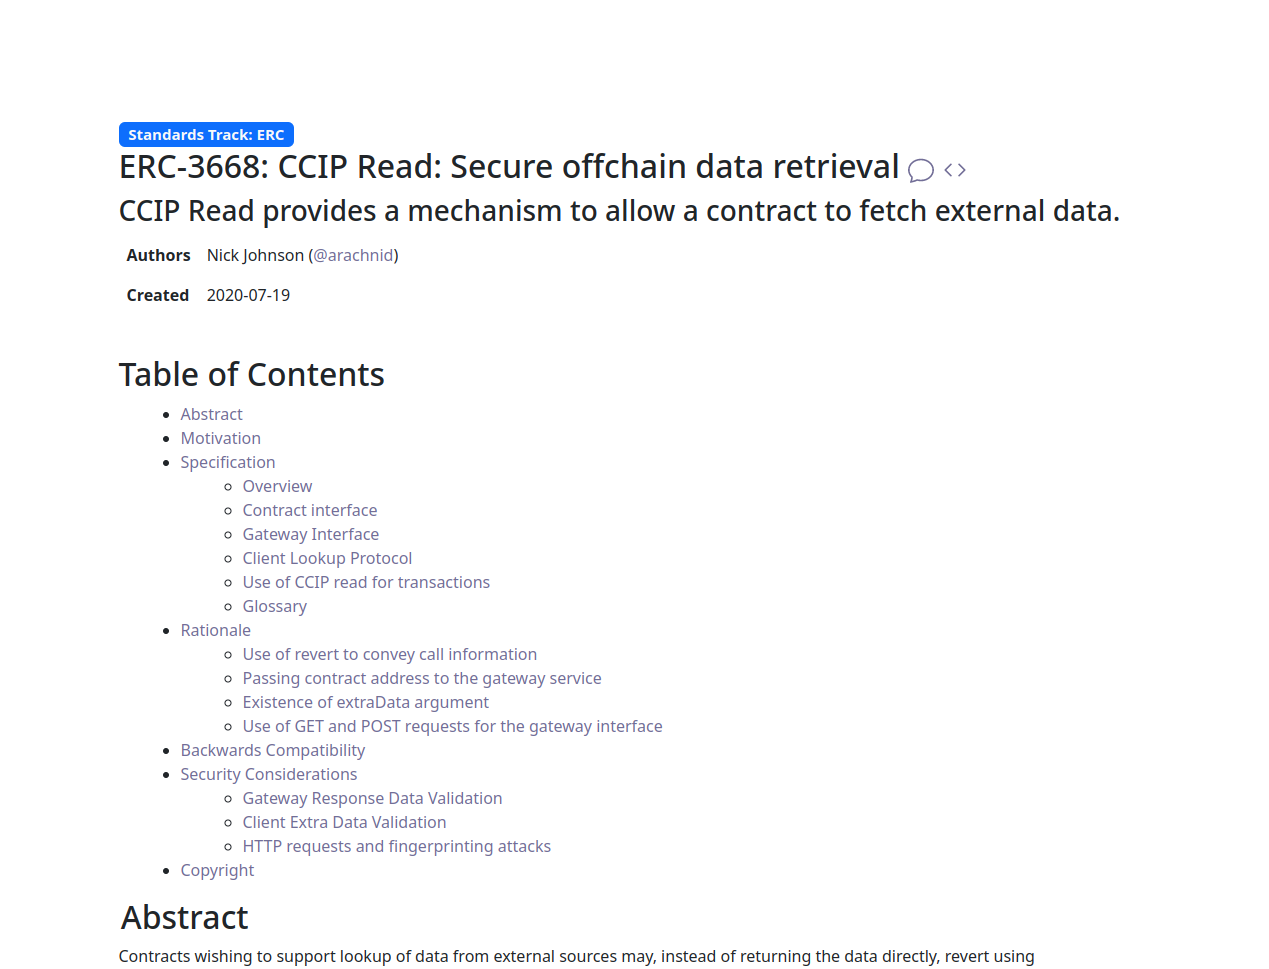 Standards Track: ERC
ERC-3668: CCIP Read: Secure offchain data retrieval
CCIP Read provides a mechanism to allow a contract to fetch external data.
Authors Nick Johnson (@arachnid)
Created 2020-07-19
Table of Contents
Abstract
Motivation
Specification
Overview
Contract interface
Gateway Interface
Client Lookup Protocol
Use of CCIP read for transactions
Glossary
Rationale
Use of revert to convey call information
Passing contract address to the gateway service
Existence of extraData argument
Use of GET and POST requests for the gateway interface
Backwards Compatibility
Security Considerations
Gateway Response Data Validation
Client Extra Data Validation
HTTP requests and fingerprinting attacks
Copyright
Abstract
Contracts wishing to support lookup of data from external sources may, instead of returning the data directly, revert using